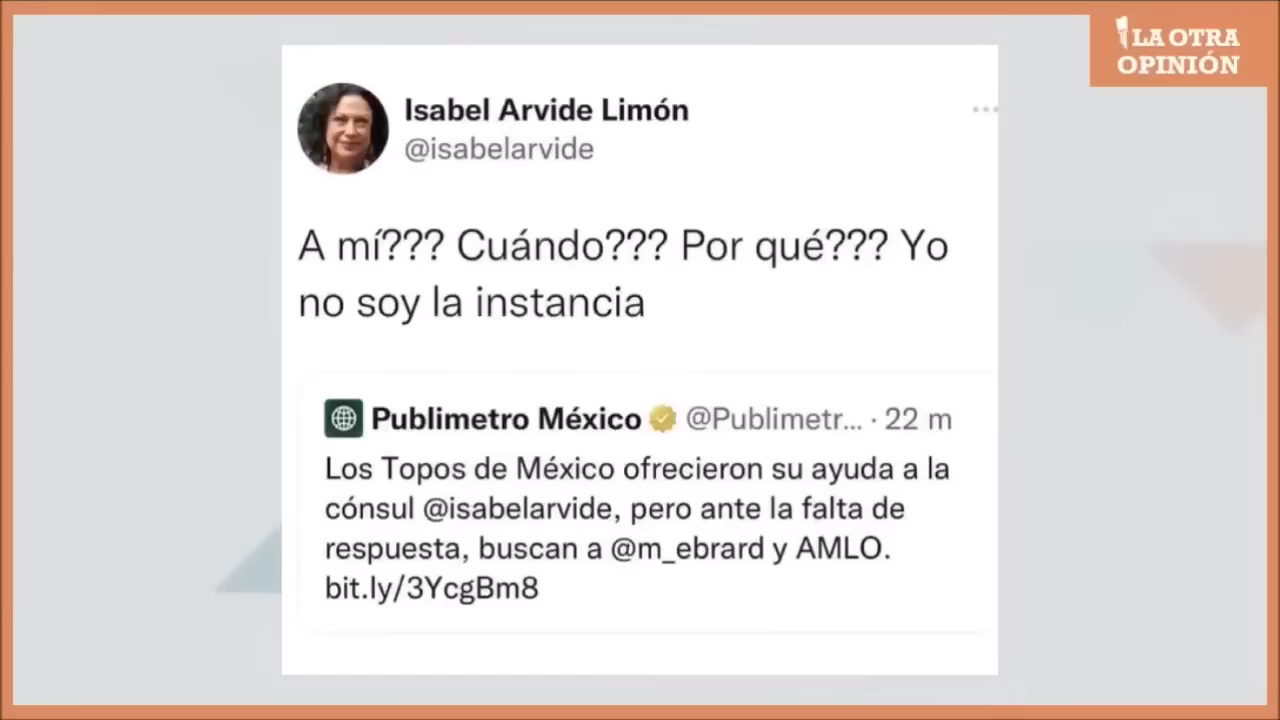 LA OTRA
OPINIÓN
Isabel Arvide Limón
@isabelarvide
A mí??? Cuándo??? Por qué??? Yo
no soy la instancia
Publimetro México @Publimetr... · 22 m
Los Topos de México ofrecieron su ayuda a la
cónsul @isabelarvide, pero ante la falta de
respuesta, buscan a @m_ebrard y AMLO.
bit.ly/3YcgBm8